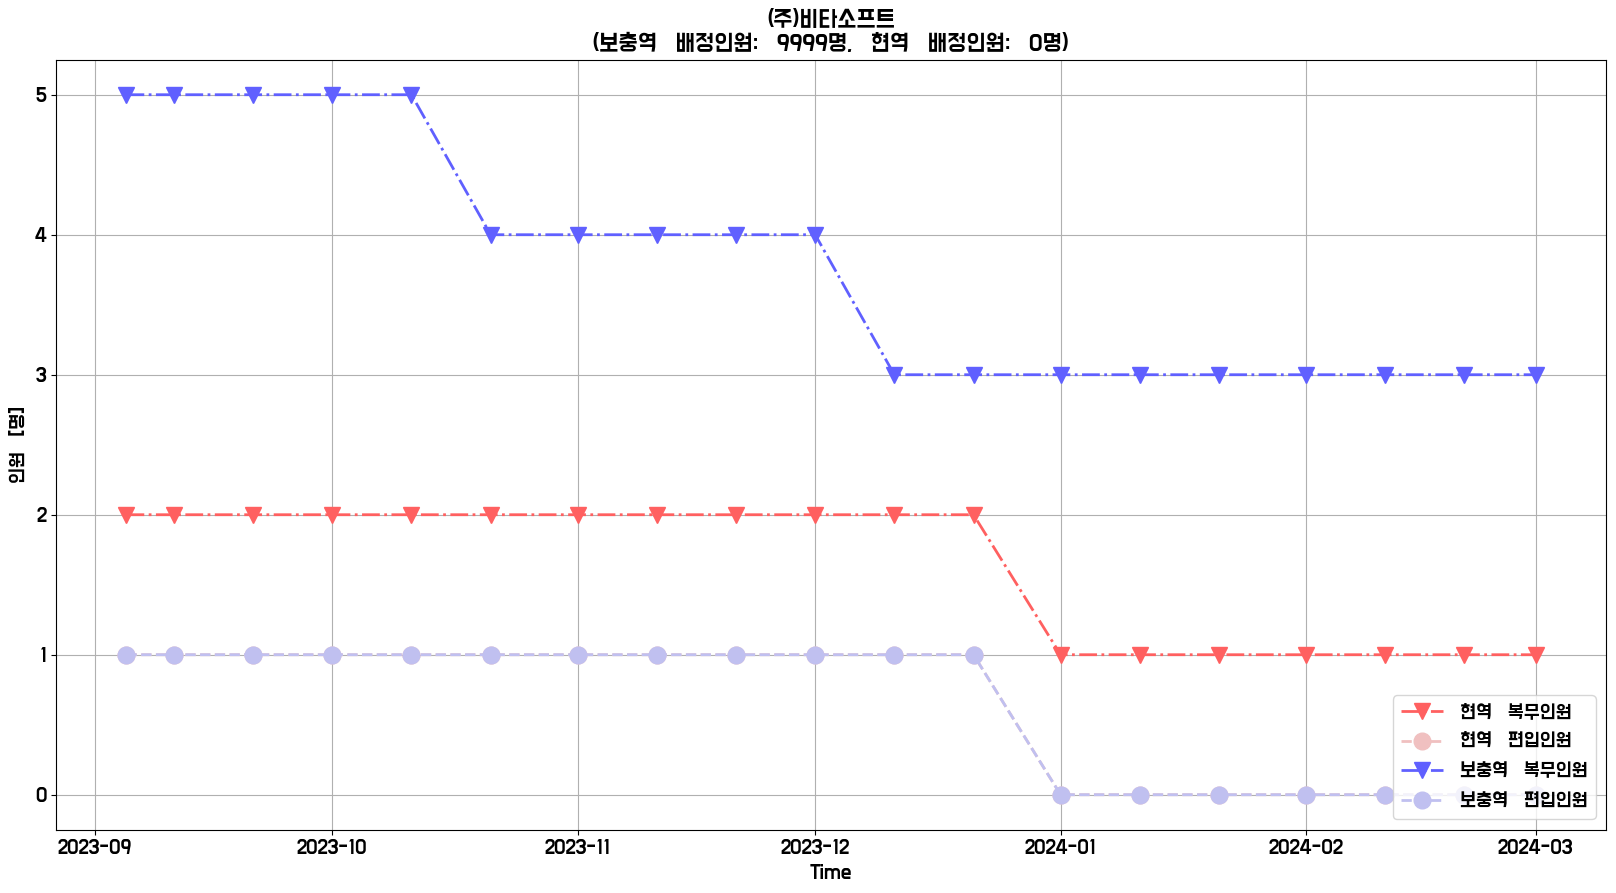 (주)비타소프트
(보충역 배정인원: 9999명, 현역 배정인원: 0명)
5
4
3
2
1
0
인원 [명]
2023-09 2023-10 2023-11 2023-12 2024-01 2024-02 2024-03
Time
현역 복무인원
현역 편입인원
보충역 복무인원
보충역 편입인원